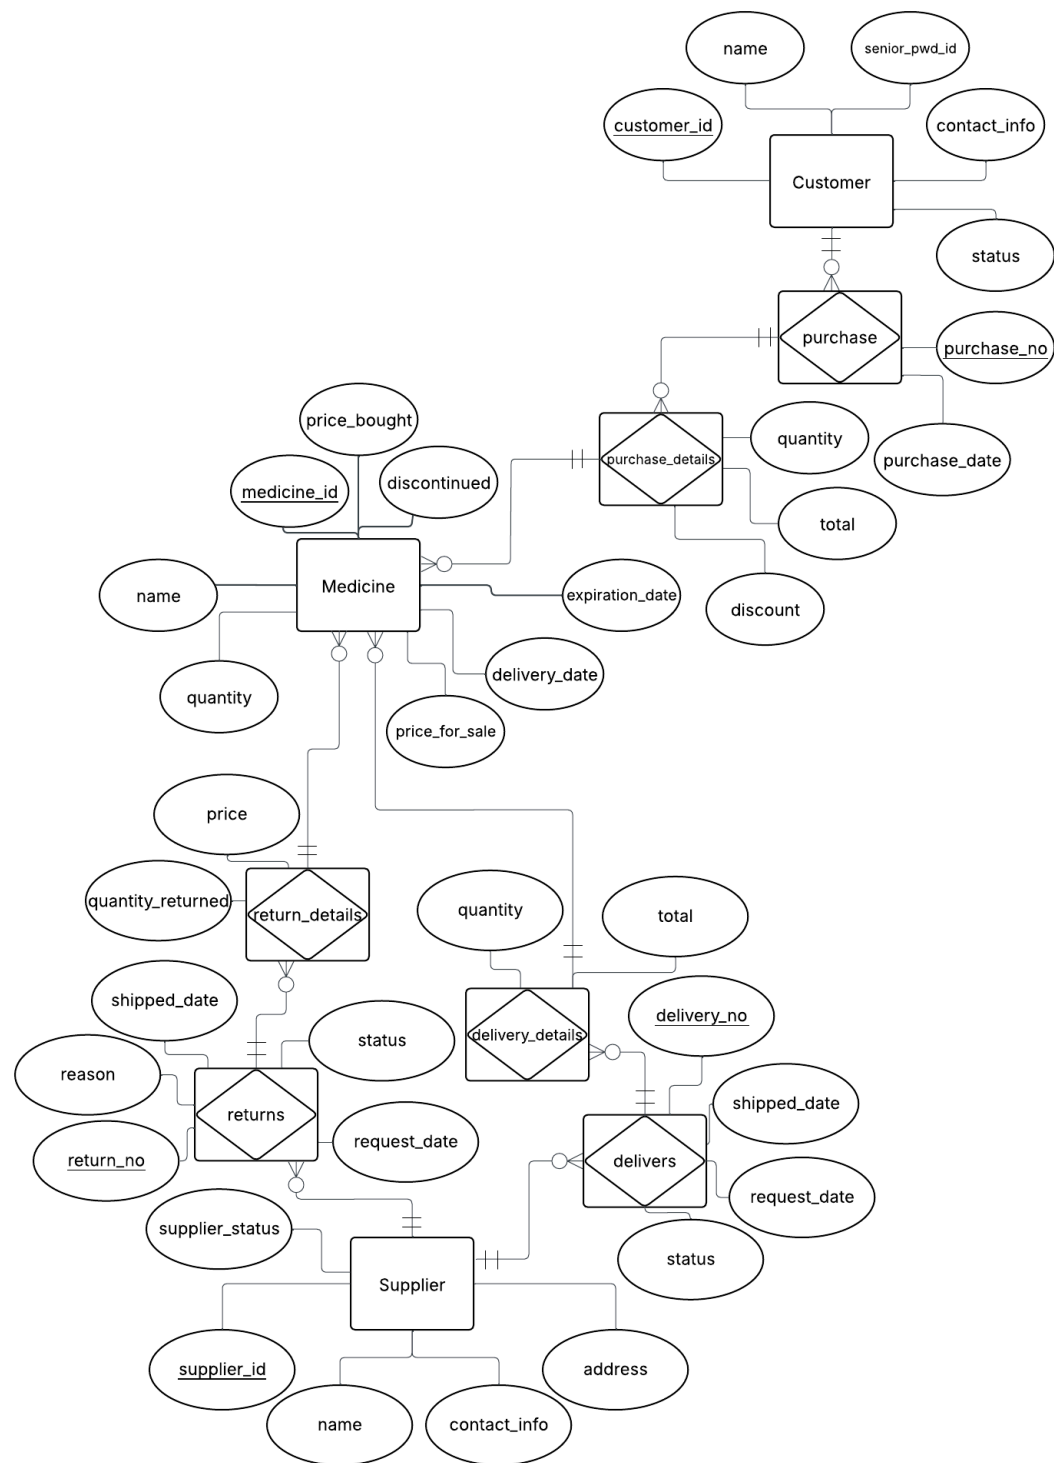 name
senior_pwd_id
customer_id
contact_info
Customer
status
purchase
purchase_no
price_bought
quantity
purchase_details
purchase_date
medicine_id
discontinued
total
Medicine
name
expiration_date
discount
delivery_date
quantity
price_for_sale
price
quantity_returned
return_details
quantity
total
shipped_date
delivery_no
status
delivery_details
reason
shipped_date
returns
request_date
return_no
delivers
request_date
supplier_status
status
Supplier
supplier_id
address
name
contact_info